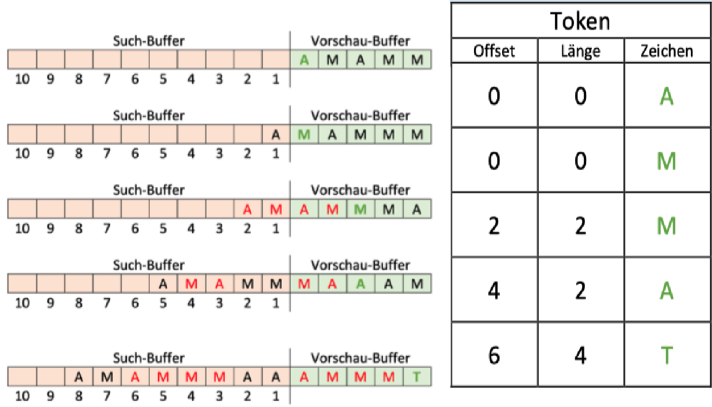 Such-Buffer Vorschau-Buffer
A M A M M
10 9 8 7 6 5 4 3 2 1
Such-Buffer Vorschau-Buffer
A M A M M M
10 9 8 7 6 5 4 3 2 1
Such-Buffer Vorschau-Buffer
A M A M M M A
10 9 8 7 6 5 4 3 2 1
Such-Buffer Vorschau-Buffer
A M A M M M A A A M
10 9 8 7 6 5 4 3 2 1
Such-Buffer Vorschau-Buffer
A M A M M M A A A M M M T
10 9 8 7 6 5 4 3 2 1
Token
Offset Länge Zeichen
0 0 A
0 0 M
2 2 M
4 2 A
6 4 T